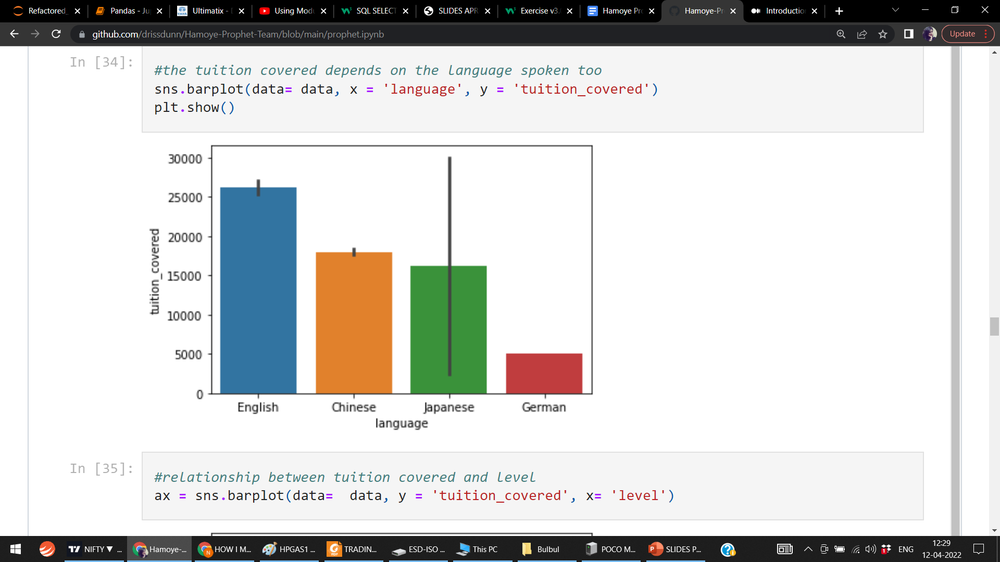 Refactored_
Pandas - Ju
Ultimatix - D
Using Modu
SQL SELECT
SLIDES APR
Exercise v3.
Hamoye Pr
Hamoye-Pr
Introduction
github.com/drissdunn/Hamoye-Prophet-Team/blob/main/prophet.ipynb
Update
In [34]:
#the tuition covered depends on the language spoken too
sns.barplot(data= data, x = 'language', y = 'tuition_covered')
plt.show()
30000
25000
20000
15000
10000
5000
0
tuition_covered
English Chinese Japanese German
language
In [35]:
#relationship between tuition covered and level
ax = sns.barplot(data=  data, y = 'tuition_covered', x= 'level')
NIFTY ▼ ...
Hamoye-...
HOW I M...
HPGAS1 ...
TRADIN...
ESD-ISO ...
This PC
Bulbul
POCO M...
SLIDES P...
ENG
12:29
12-04-2022